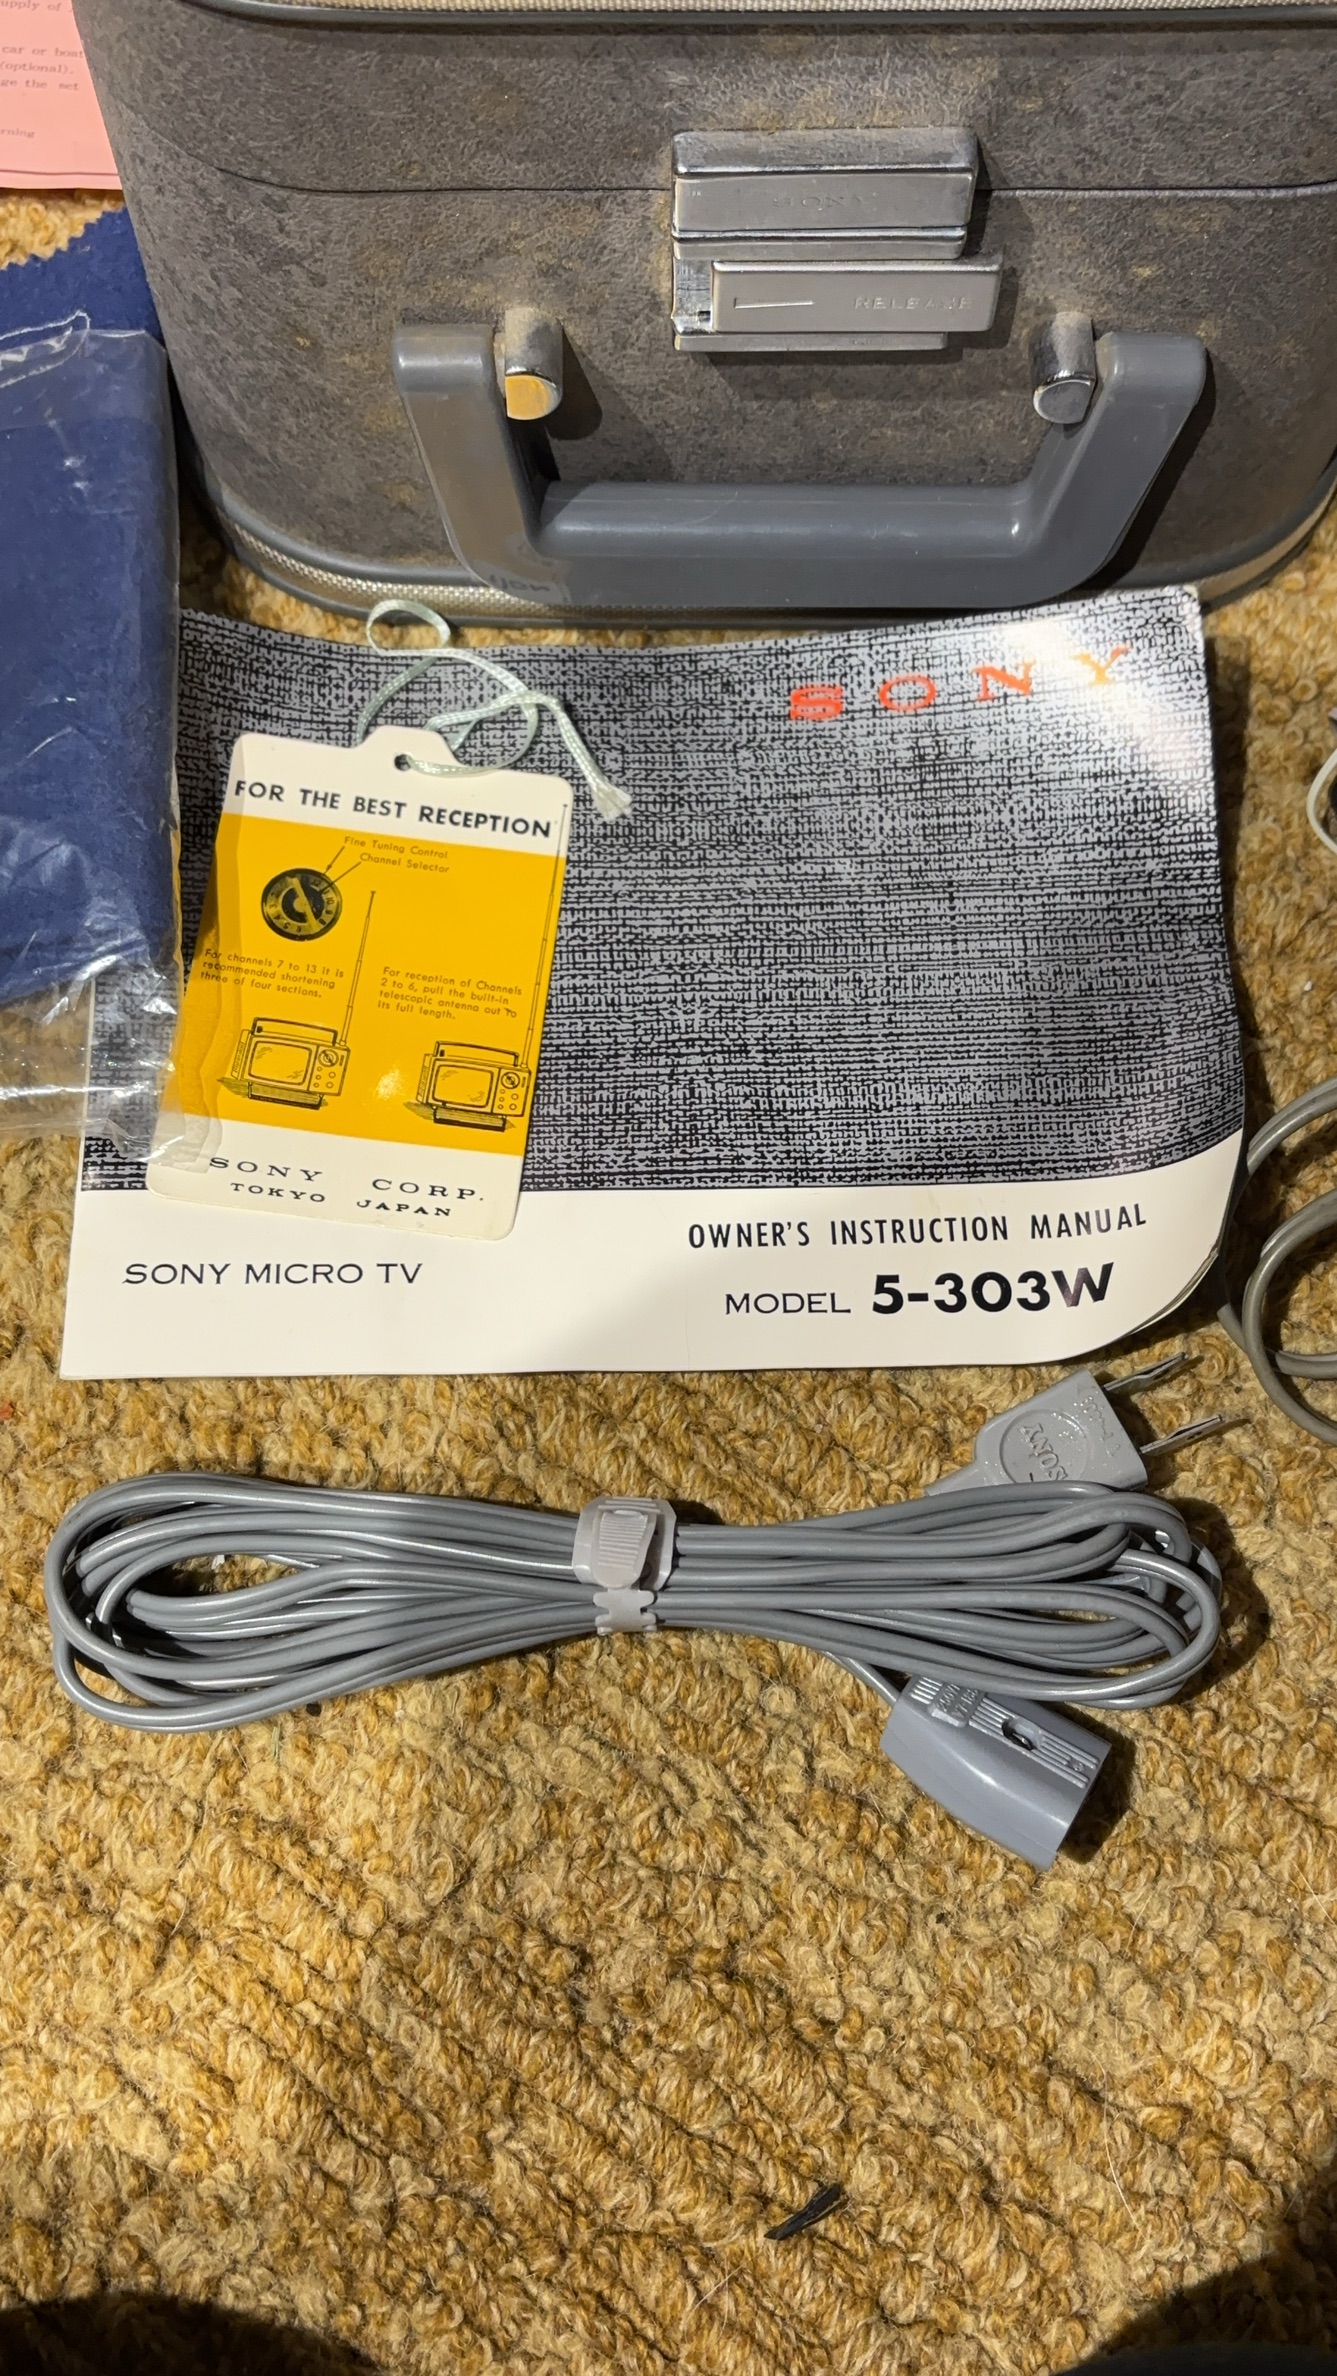 upply of
car or boat
(optional).
ge the set
rning
SONY
RELEASE
SONY
FOR THE BEST RECEPTION
Fine Tuning Control
Channel Selector
For channels 7 to 13 it is
recommended shortening
three of four sections.
For reception of Channels
2 to 6, pull the built-in
telescopic antenna out to
its full length.
SONY CORP.
TOKYO JAPAN
OWNER'S INSTRUCTION MANUAL
SONY MICRO TV
MODEL 5-303W
SONY